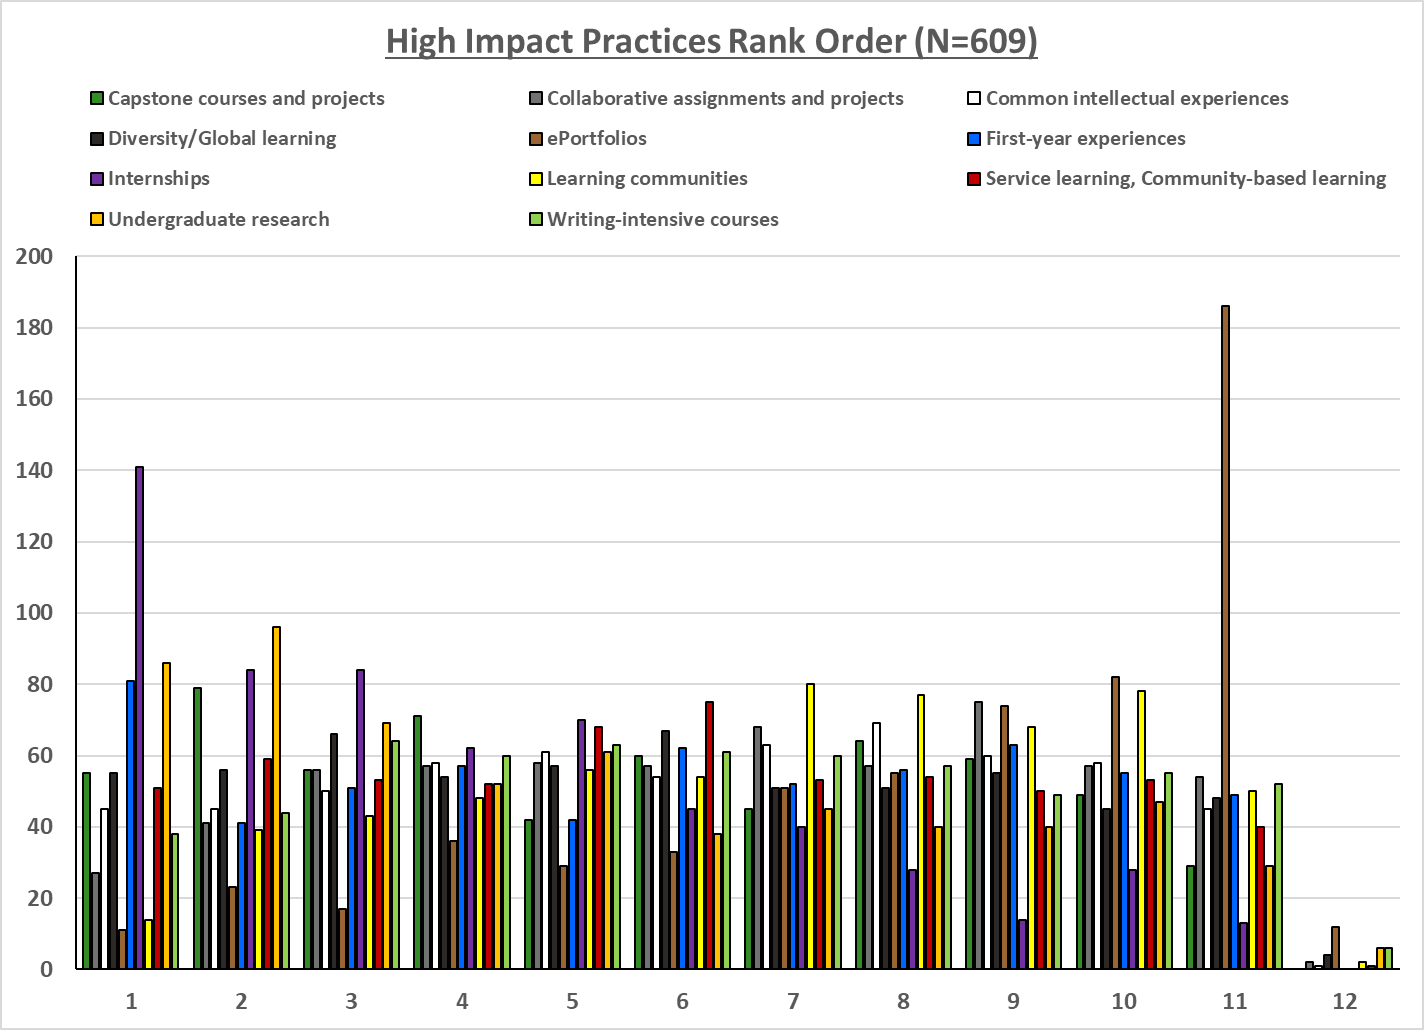 High Impact Practices Rank Order (N=609)
Capstone courses and projects
Collaborative assignments and projects
Common intellectual experiences
Diversity/Global learning
ePortfolios
First-year experiences
Internships
Learning communities
Service learning, Community-based learning
Undergraduate research
Writing-intensive courses
200
180
160
140
120
100
80
60
40
20
0
1 2 3 4 5 6 7 8 9 10 11 12